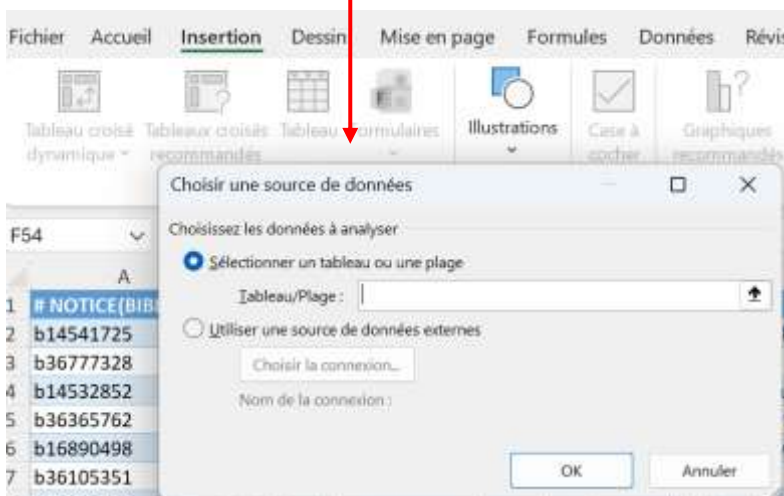 Fichier Accueil Insertion Dessin Mise en page Formules Données Révis
Tableau croisé Tableaux croisés Tableau Formulaires Illustrations Case à Graphiques
dynamique recommandés cocher recommandés
Choisir une source de données
F54
Choisissez les données à analyser
Sélectionner un tableau ou une plage
Tableau/Plage :
Utiliser une source de données externes
Choisir la connexion...
Nom de la connexion :
OK Annuler
A
1 # NOTICE(BIB
2 b14541725
3 b36777328
4 b14532852
5 b36365762
6 b16890498
7 b36105351